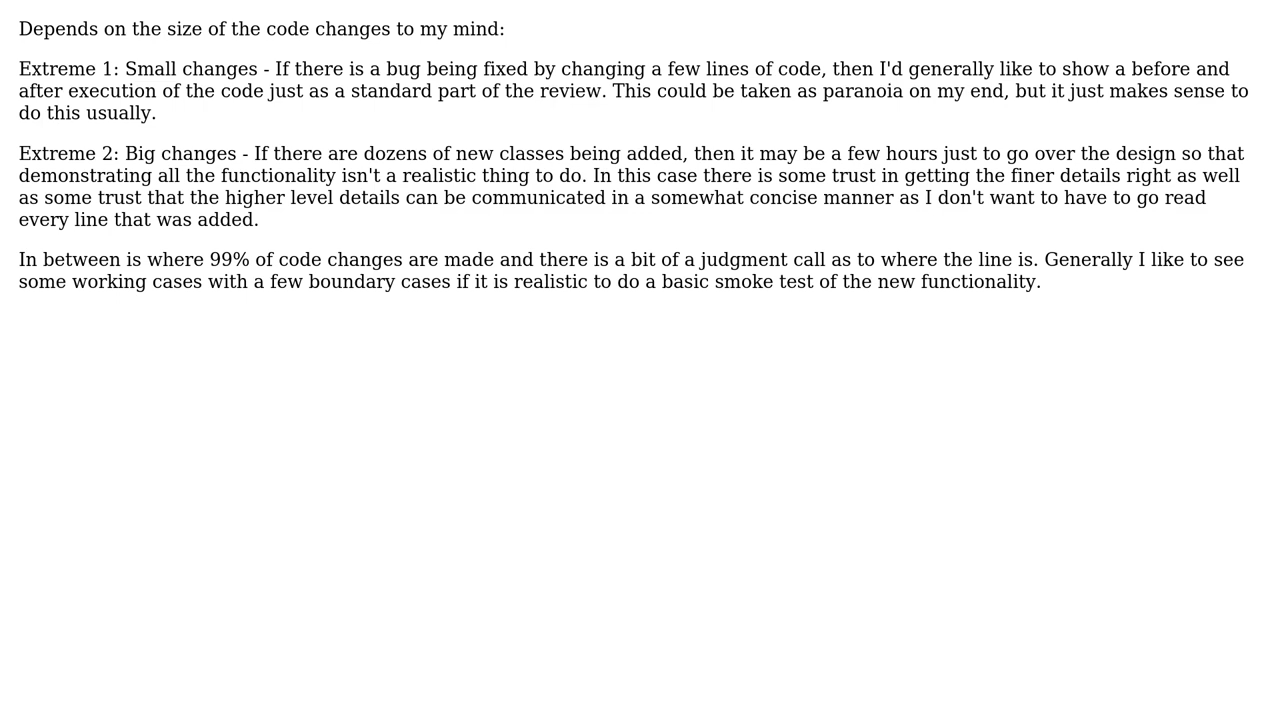 Depends on the size of the code changes to my mind:
Extreme 1: Small changes - If there is a bug being fixed by changing a few lines of code, then I'd generally like to show a before and
after execution of the code just as a standard part of the review. This could be taken as paranoia on my end, but it just makes sense to
do this usually.
Extreme 2: Big changes - If there are dozens of new classes being added, then it may be a few hours just to go over the design so that
demonstrating all the functionality isn't a realistic thing to do. In this case there is some trust in getting the finer details right as well
as some trust that the higher level details can be communicated in a somewhat concise manner as I don't want to have to go read
every line that was added.
In between is where 99% of code changes are made and there is a bit of a judgment call as to where the line is. Generally I like to see
some working cases with a few boundary cases if it is realistic to do a basic smoke test of the new functionality.